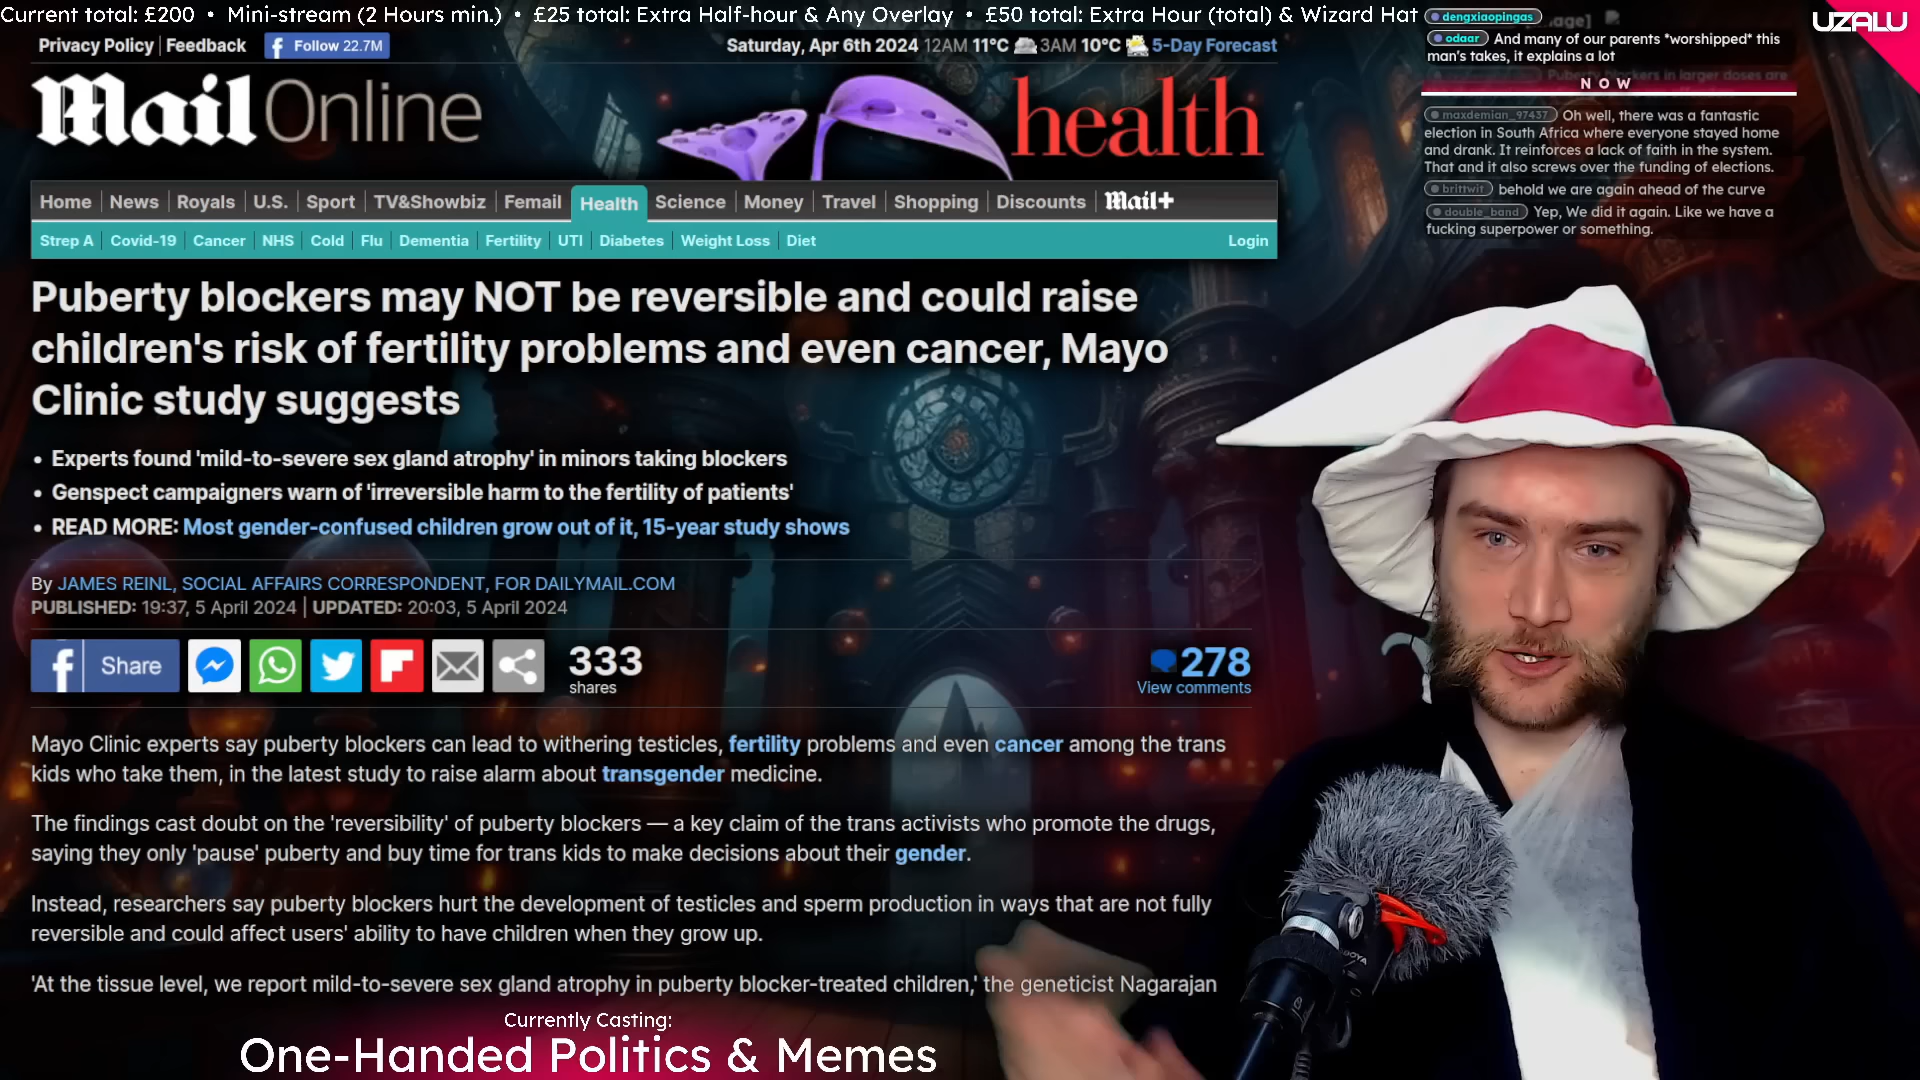 Current total: £200 • Mini-stream (2 Hours min.) • £25 total: Extra Half-hour & Any Overlay • £50 total: Extra Hour (total) & Wizard Hat
Privacy Policy | Feedback
Follow 22.7M
Saturday, Apr 6th 2024 12AM 11°C 3AM 10°C 5-Day Forecast
Mail Online
health
Home News Royals U.S. Sport TV&Showbiz Femail Health Science Money Travel Shopping Discounts Mail+
Strep A Covid-19 Cancer NHS Cold Flu Dementia Fertility UTI Diabetes Weight Loss Diet Login
Puberty blockers may NOT be reversible and could raise
children's risk of fertility problems and even cancer, Mayo
Clinic study suggests
• Experts found 'mild-to-severe sex gland atrophy' in minors taking blockers
• Genspect campaigners warn of 'irreversible harm to the fertility of patients'
• READ MORE: Most gender-confused children grow out of it, 15-year study shows
By JAMES REINL, SOCIAL AFFAIRS CORRESPONDENT, FOR DAILYMAIL.COM
PUBLISHED: 19:37, 5 April 2024 | UPDATED: 20:03, 5 April 2024
Share
333
shares
278
View comments
Mayo Clinic experts say puberty blockers can lead to withering testicles, fertility problems and even cancer among the trans
kids who take them, in the latest study to raise alarm about transgender medicine.
The findings cast doubt on the 'reversibility' of puberty blockers — a key claim of the trans activists who promote the drugs,
saying they only 'pause' puberty and buy time for trans kids to make decisions about their gender.
Instead, researchers say puberty blockers hurt the development of testicles and sperm production in ways that are not fully
reversible and could affect users' ability to have children when they grow up.
'At the tissue level, we report mild-to-severe sex gland atrophy in puberty blocker-treated children,' the geneticist Nagarajan
Currently Casting:
One-Handed Politics & Memes
dengxiaopingas
odaar And many of our parents *worshipped* this
man's takes, it explains a lot
Puberty blockers in larger doses are
NOW
maxdemian_97437 Oh well, there was a fantastic
election in South Africa where everyone stayed home
and drank. It reinforces a lack of faith in the system.
That and it also screws over the funding of elections.
brittwit behold we are again ahead of the curve
double_band Yep, We did it again. Like we have a
fucking superpower or something.
UZALU